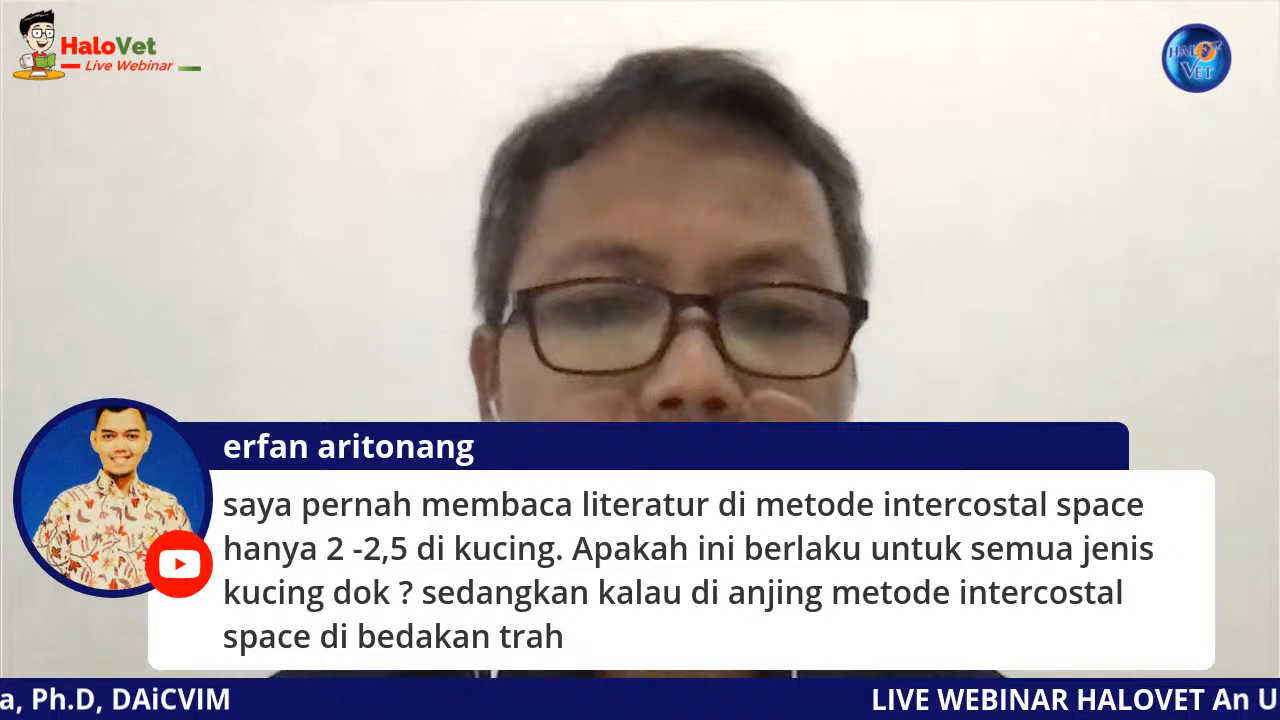 HaloVet
Live Webinar
HALO
VET
erfan aritonang
saya pernah membaca literatur di metode intercostal space
hanya 2 -2,5 di kucing. Apakah ini berlaku untuk semua jenis
kucing dok ? sedangkan kalau di anjing metode intercostal
space di bedakan trah
a, Ph.D, DAiCVIM
LIVE WEBINAR HALOVET An U